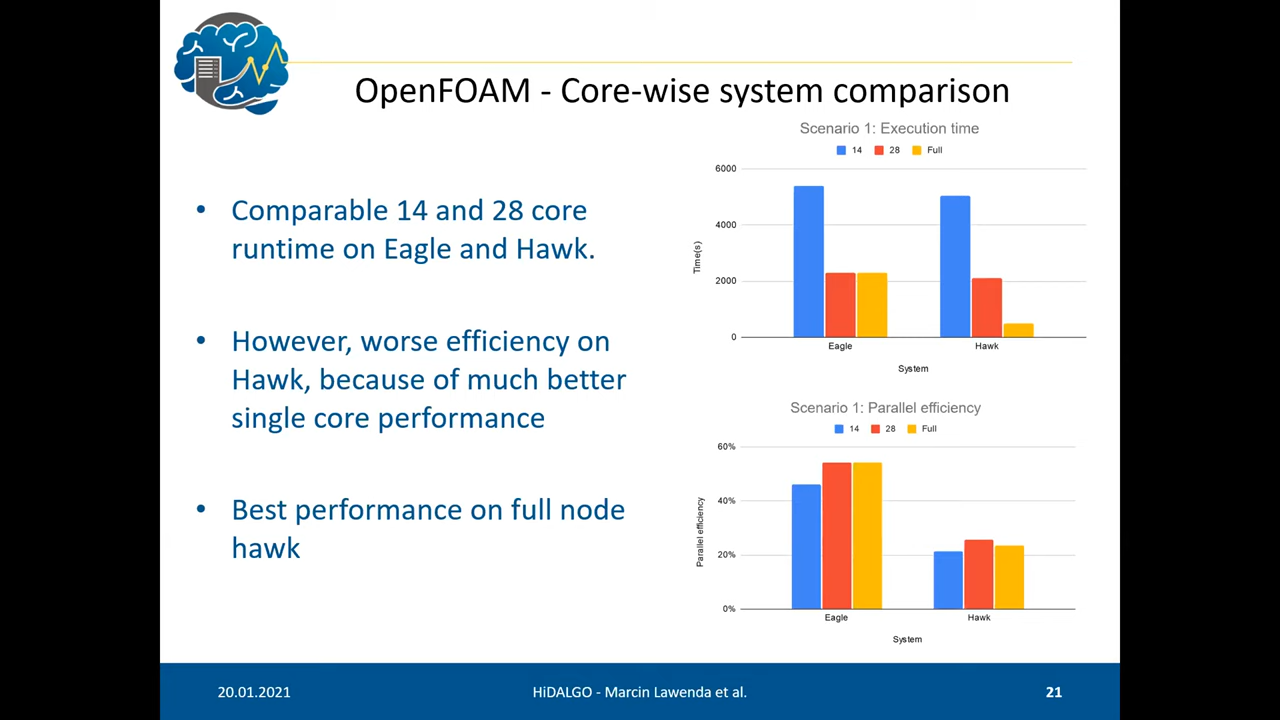 OpenFOAM - Core-wise system comparison
• Comparable 14 and 28 core
runtime on Eagle and Hawk.
• However, worse efficiency on
Hawk, because of much better
single core performance
• Best performance on full node
hawk
Scenario 1: Execution time
14 28 Full
6000
4000
2000
0
Time(s)
Eagle Hawk
System
Scenario 1: Parallel efficiency
14 28 Full
60%
40%
20%
0%
Parallel efficiency
Eagle Hawk
System
20.01.2021 HiDALGO - Marcin Lawenda et al. 21